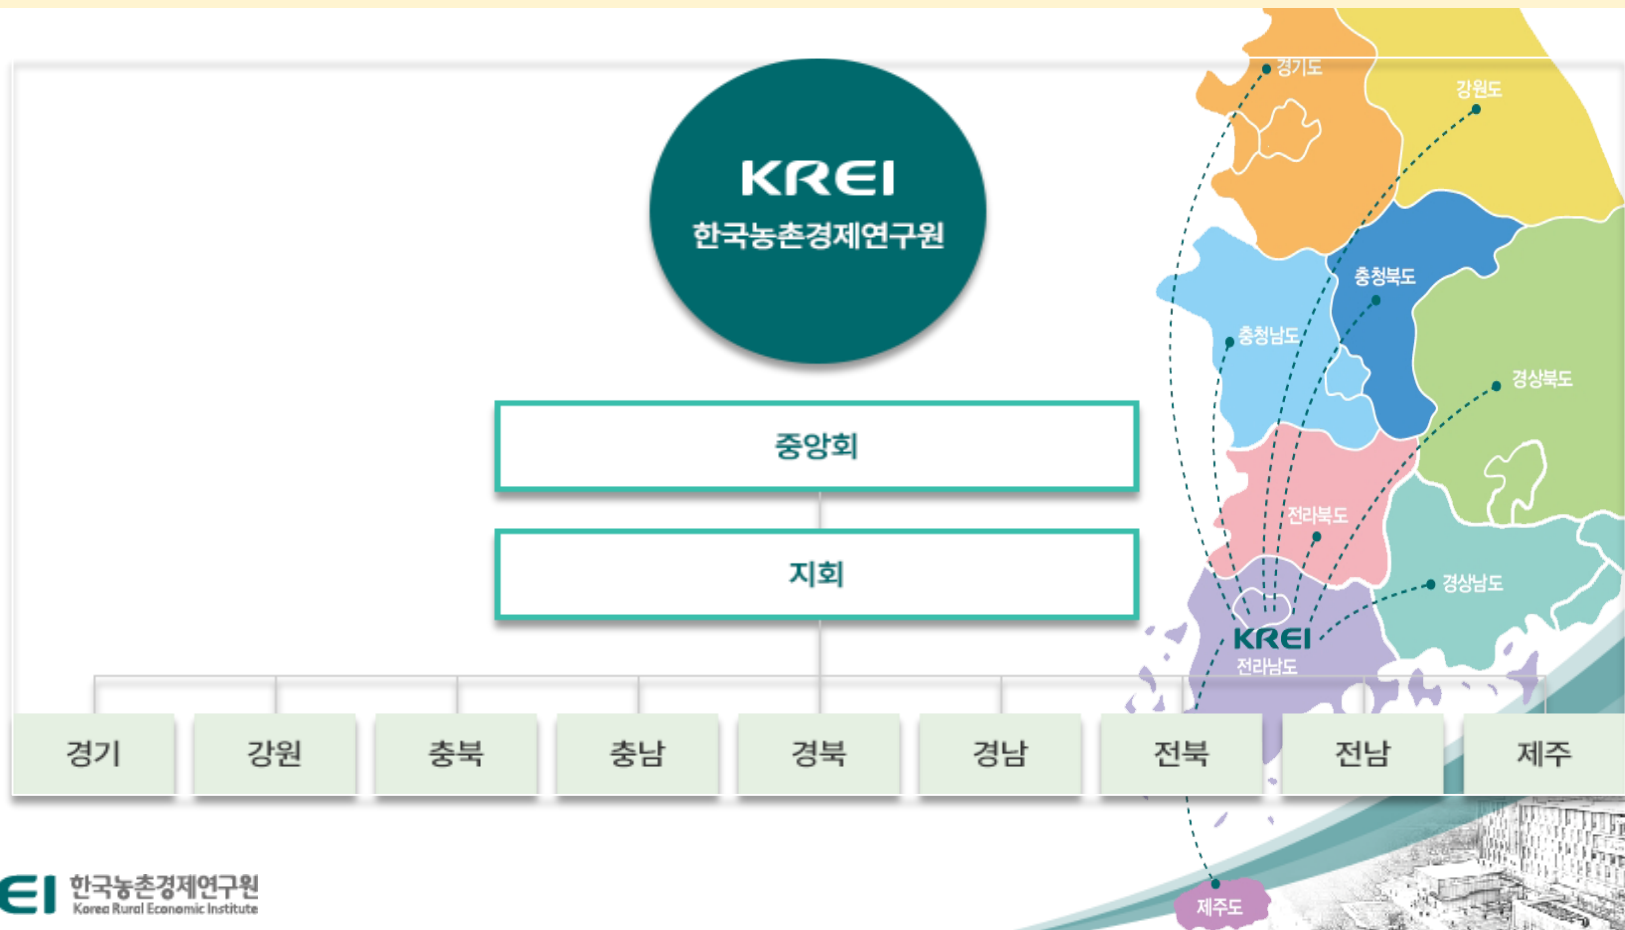 KREI
한국농촌경제연구원
중앙회
지회
경기
강원
충북
충남
경북
경남
전북
전남
제주
경기도
강원도
충청북도
충청남도
경상북도
전라북도
경상남도
KREI
전라남도
제주도
EI 한국농촌경제연구원
Korea Rural Economic Institute